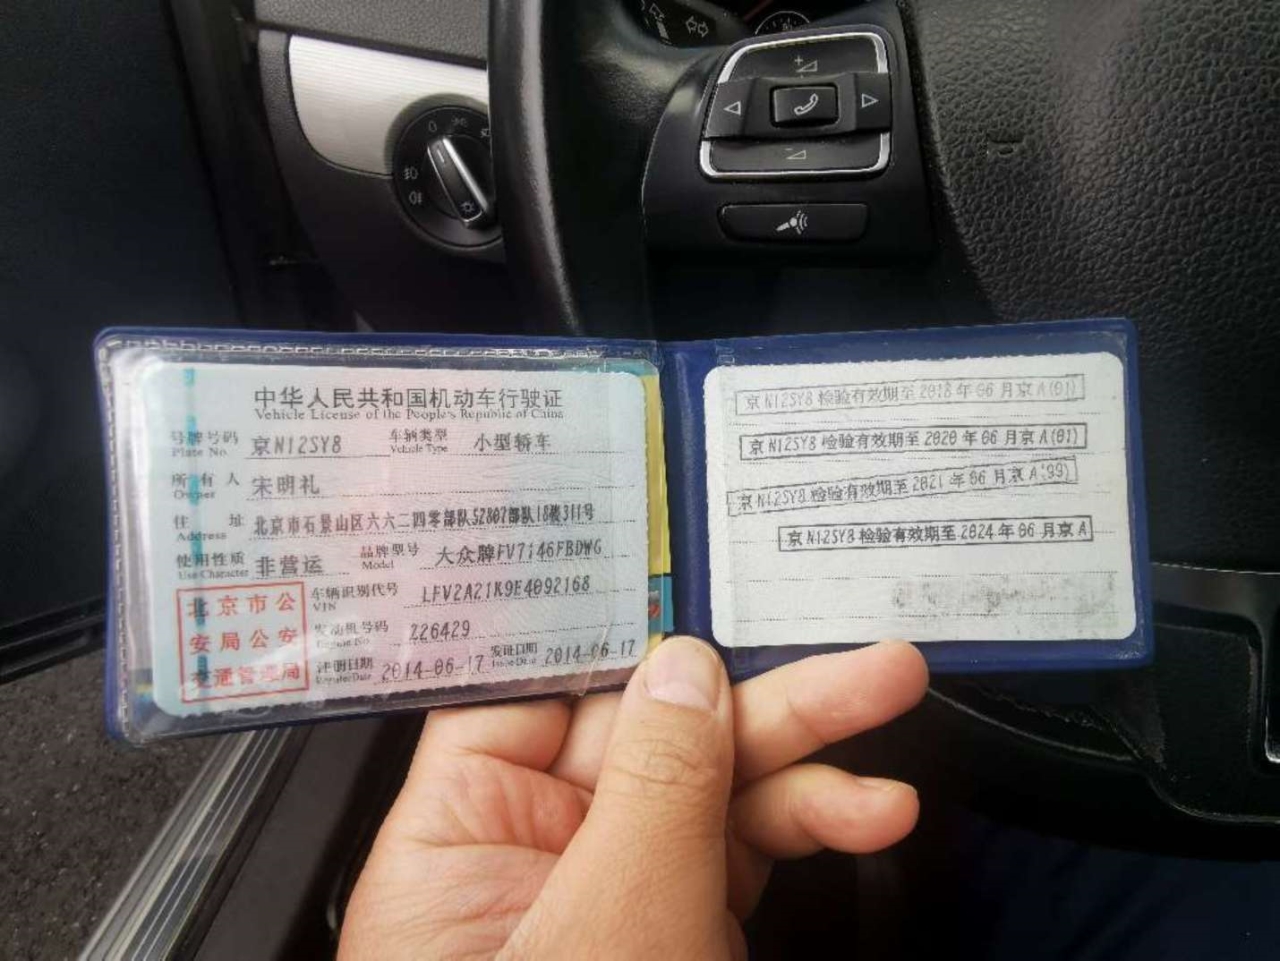 中华人民共和国机动车行驶证
Vehicle License of the People's Republic of China
号牌号码 京N12SY8 车辆类型 小型轿车
Plate No. Vehicle Type
所有人 宋明礼
Owner
住址 北京市石景山区六六二四零部队52807部队18楼311号
Address
使用性质 非营运 品牌型号 大众牌FV7146FBDWG
Use Character Model
北京市公
安局公安
交通管理局
车辆识别代号 LFV2A21K9E4092168
VIN
发动机号码 226429
Engine No.
注册日期 2014-06-17 发证日期 2014-06-17
Register Date Issue Date
京N12SY8 检验有效期至2018年06月京A(01)
京N12SY8 检验有效期至2020年06月京A(01)
京N12SY8 检验有效期至2021年06月京A(99)
京N12SY8 检验有效期至2024年06月京A